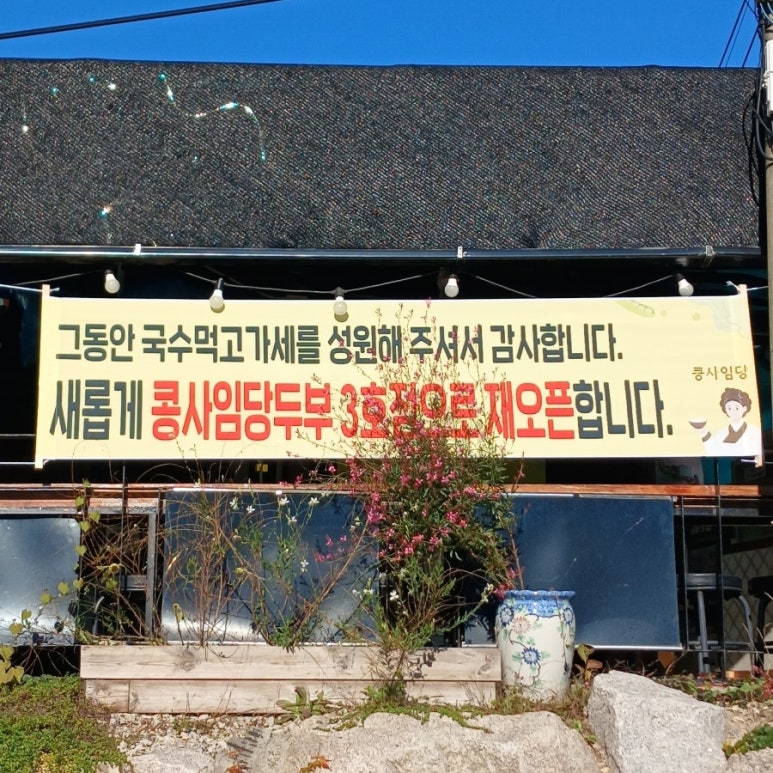 그동안 국수먹고가세를 성원해 주셔서 감사합니다.
새롭게 콩사임당두부 3호점으로 재오픈합니다.
콩사임당